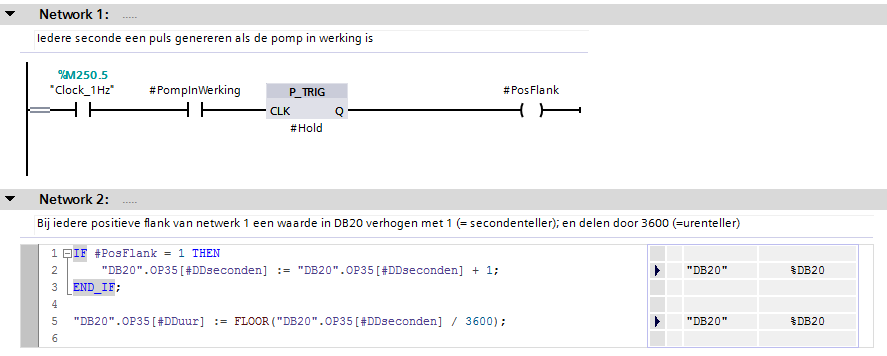 Network 1: .....
Iedere seconde een puls genereren als de pomp in werking is
%M250.5
"Clock_1Hz"
#PompInWerking
P_TRIG
#PosFlank
CLK
Q
#Hold
Network 2: .....
Bij iedere positieve flank van netwerk 1 een waarde in DB20 verhogen met 1 (= secondenteller); en delen door 3600 (=urenteller)
1 IF #PosFlank = 1 THEN
2 "DB20".OP35[#DDseconden] := "DB20".OP35[#DDseconden] + 1;
"DB20" %DB20
3 END_IF;
4
5 "DB20".OP35[#DDuur] := FLOOR("DB20".OP35[#DDseconden] / 3600);
"DB20" %DB20
6